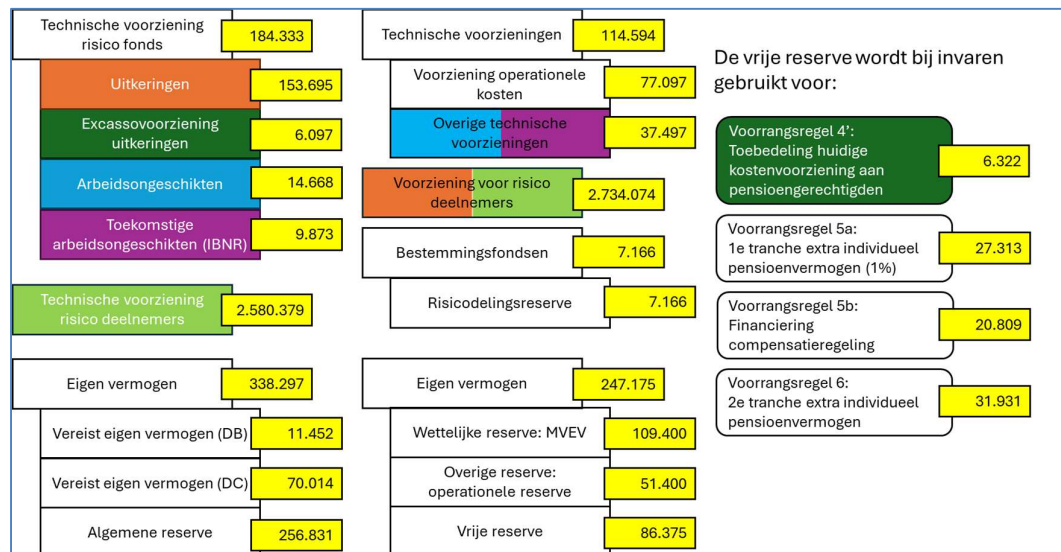 Technische voorziening
risico fonds
184.333
Uitkeringen
153.695
Excassovoorziening
uitkeringen
6.097
Arbeidsongeschikten
14.668
Toekomstige
arbeidsongeschikten (IBNR)
9.873
Technische voorziening
risico deelnemers
2.580.379
Eigen vermogen
338.297
Vereist eigen vermogen (DB)
11.452
Vereist eigen vermogen (DC)
70.014
Algemene reserve
256.831
Technische voorzieningen
114.594
Voorziening operationele
kosten
77.097
Overige technische
voorzieningen
37.497
Voorziening voor risico
deelnemers
2.734.074
Bestemmingsfondsen
7.166
Risicodelingsreserve
7.166
Eigen vermogen
247.175
Wettelijke reserve: MVEV
109.400
Overige reserve:
operationele reserve
51.400
Vrije reserve
86.375
De vrije reserve wordt bij invaren
gebruikt voor:
Voorrangsregel 4’:
Toebedeling huidige
kostenvoorziening aan
pensioengerechtigden
6.322
Voorrangsregel 5a:
1e tranche extra individueel
pensioenvermogen (1%)
27.313
Voorrangsregel 5b:
Financiering
compensatieregeling
20.809
Voorrangsregel 6:
2e tranche extra individueel
pensioenvermogen
31.931